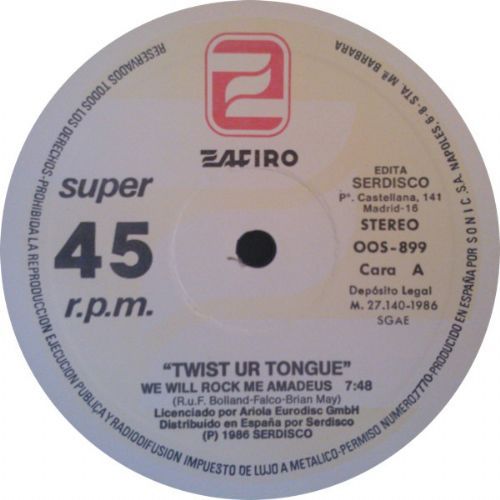 ZAFIRO
super
45
r.p.m.
EDITA
SERDISCO
Pº. Castellana, 141
Madrid-16
STEREO
OOS-899
Cara A
Depósito Legal
M. 27.140-1986
SGAE
"TWIST UR TONGUE"
WE WILL ROCK ME AMADEUS 7:48
(R.u.F. Bolland-Falco-Brian May)
Licenciado por Ariola Eurodisc GmbH
Distribuido en España por Serdisco
(P) 1986 SERDISCO
RESERVADOS TODOS LOS DERECHOS-PROHIBIDA LA REPRODUCCION EJECUCION PUBLICA Y RADIODIFUSION IMPUESTO DE LUJO A METALICO-PERMISO NUMERO 7770 PRODUCIDO EN ESPAÑA POR SONIC, S.A. NAPOLES, 6-8-STA. Mª. BARBARA